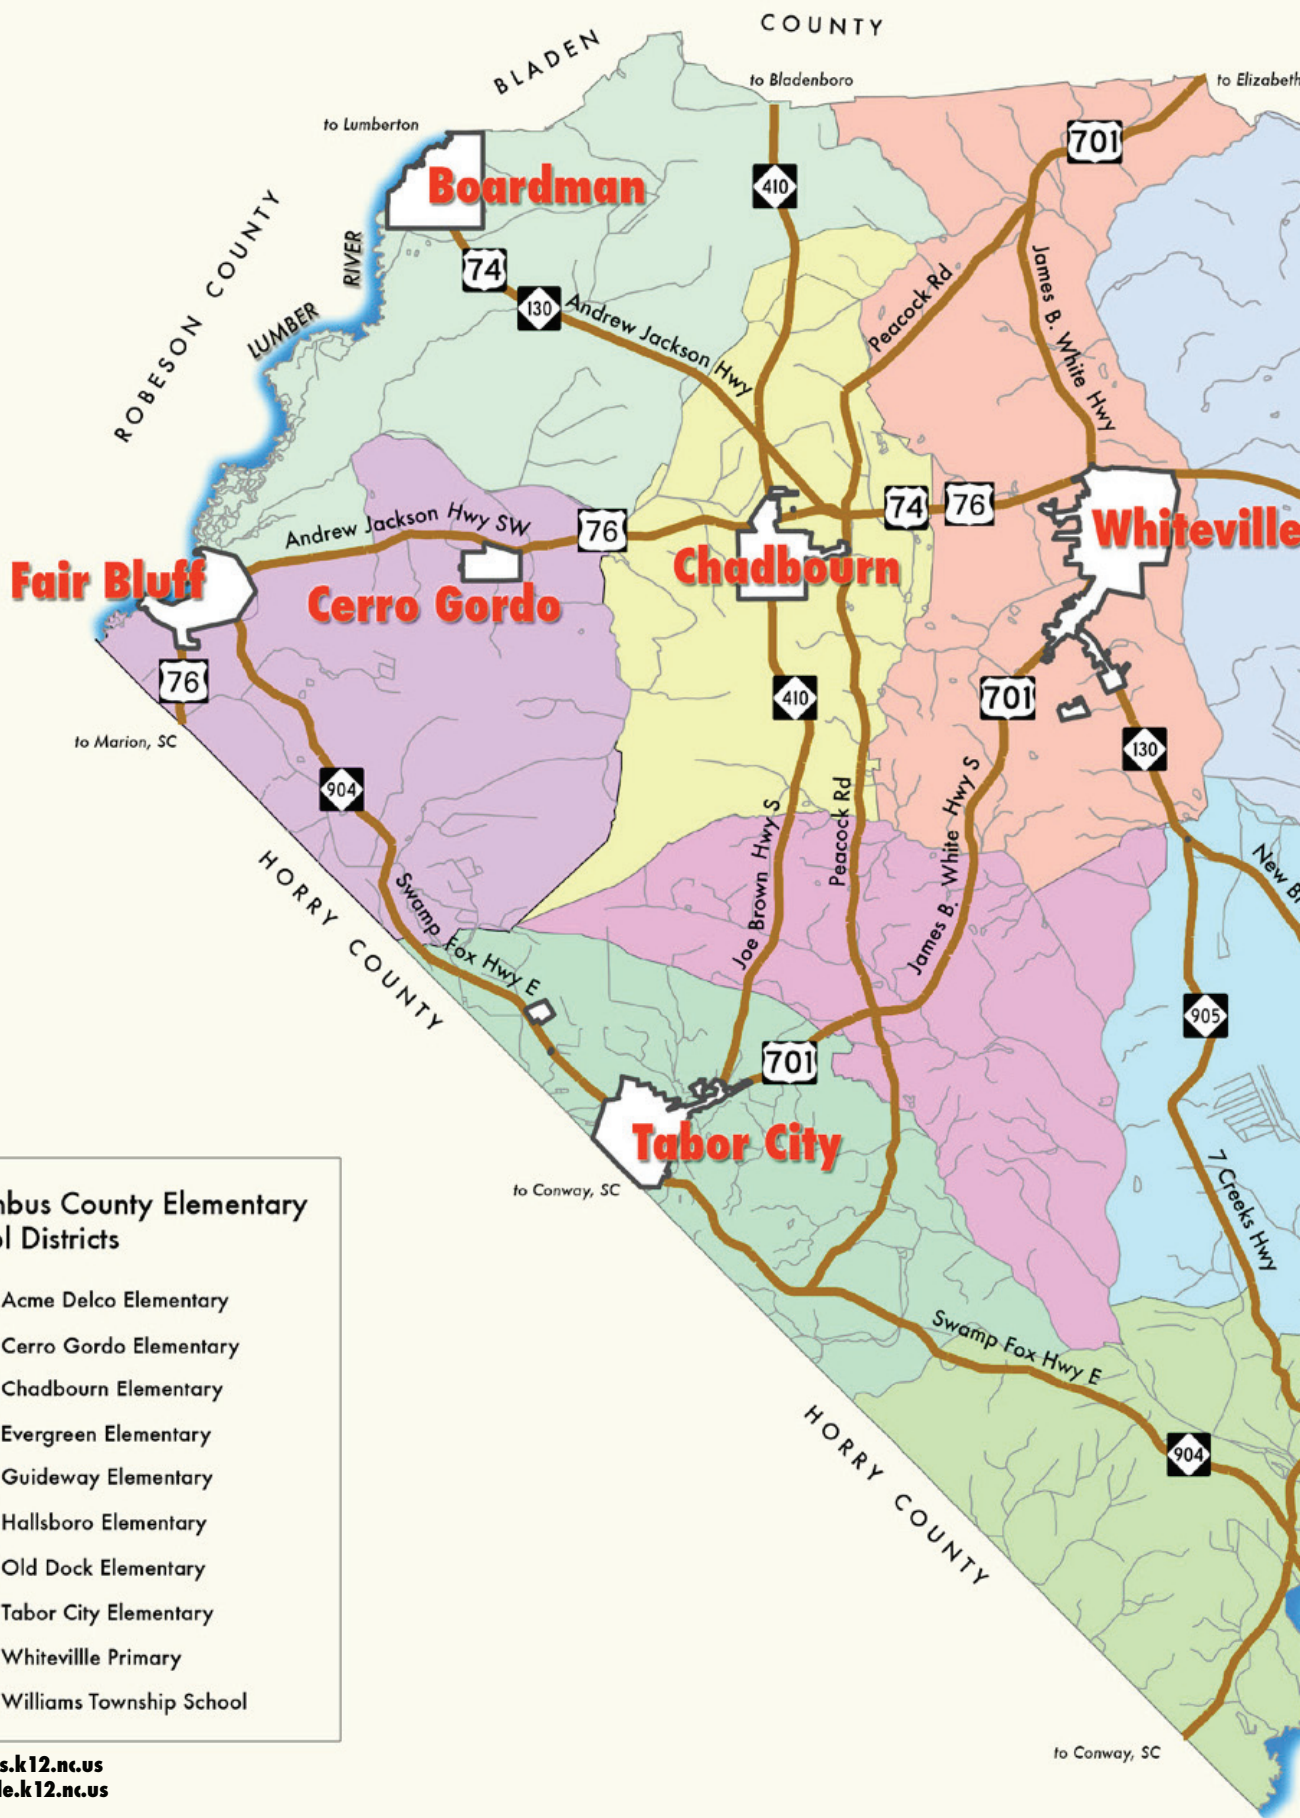 COUNTY
BLADEN
to Bladenboro
to Elizabeth
to Lumberton
701
Boardman
410
ROBESON COUNTY
RIVER
LUMBER
74
130
Andrew Jackson Hwy
Peacock Rd
James B. White Hwy
Andrew Jackson Hwy SW
76
74
76
Whiteville
Chadbourn
Fair Bluff
Cerro Gordo
76
410
701
to Marion, SC
130
904
Joe Brown Hwy S
Peacock Rd
James B. White Hwy S
HORRY COUNTY
Swamp Fox Hwy E
New Br
905
701
Tabor City
7 Creeks Hwy
to Conway, SC
Swamp Fox Hwy E
HORRY COUNTY
904
to Conway, SC
nbus County Elementary
ol Districts
Acme Delco Elementary
Cerro Gordo Elementary
Chadbourn Elementary
Evergreen Elementary
Guideway Elementary
Hallsboro Elementary
Old Dock Elementary
Tabor City Elementary
Whitevillle Primary
Williams Township School
s.k12.nc.us
le.k12.nc.us